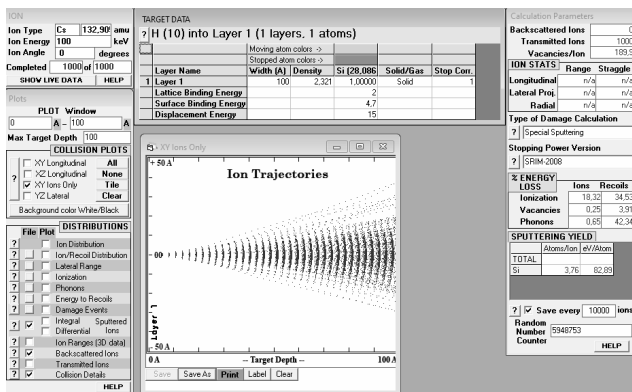 ION
Ion Type Cs 132,90 amu
Ion Energy 100 keV
Ion Angle 0 degrees
Completed 1000 of 1000
SHOW LIVE DATA HELP
Plots
PLOT Window
0 A - 100 A
Max Target Depth 100
COLLISION PLOTS
XY Longitudinal All
XZ Longitudinal None
? XY Ions Only Tile
YZ Lateral Clear
Background color White/Black
DISTRIBUTIONS
File Plot
? Ion Distribution
? Ion/Recoil Distribution
? Lateral Range
? Ionization
? Phonons
? Energy to Recoils
? Damage Events
? Integral Sputtered
Differential Ions
? Ion Ranges (3D data)
? Backscattered Ions
? Transmitted Ions
? Collision Details
HELP
TARGET DATA
? H (10) into Layer 1 (1 layers, 1 atoms)
Moving atom colors ->
Stopped atom colors ->
Layer Name Width (A) Density Si (28,086 Solid/Gas Stop Corr.
1 Layer 1 100 2,321 1,00000 Solid 1
Lattice Binding Energy 2
Surface Binding Energy 4,7
Displacement Energy 15
XY Ions Only
+ 50 A
Ion Trajectories
00
Layer 1
- 50 A
0 A -- Target Depth -- 100 A
Save Save As Print Label Clear
Calculation Parameters
Backscattered Ions 0
Transmitted Ions 1000
Vacancies/Ion 189,9
ION STATS Range Straggle
Longitudinal n/a n/a
Lateral Proj. n/a n/a
Radial n/a n/a
Type of Damage Calculation
? Special Sputtering
Stopping Power Version
? SRIM-2008
% ENERGY LOSS Ions Recoils
Ionization 18,32 34,53
Vacancies 0,25 3,91
Phonons 0,65 42,34
SPUTTERING YIELD
Atoms/Ion eV/Atom
TOTAL
Si 3,76 82,89
? Save every 10000 ions
Random Number Counter 5948753
HELP